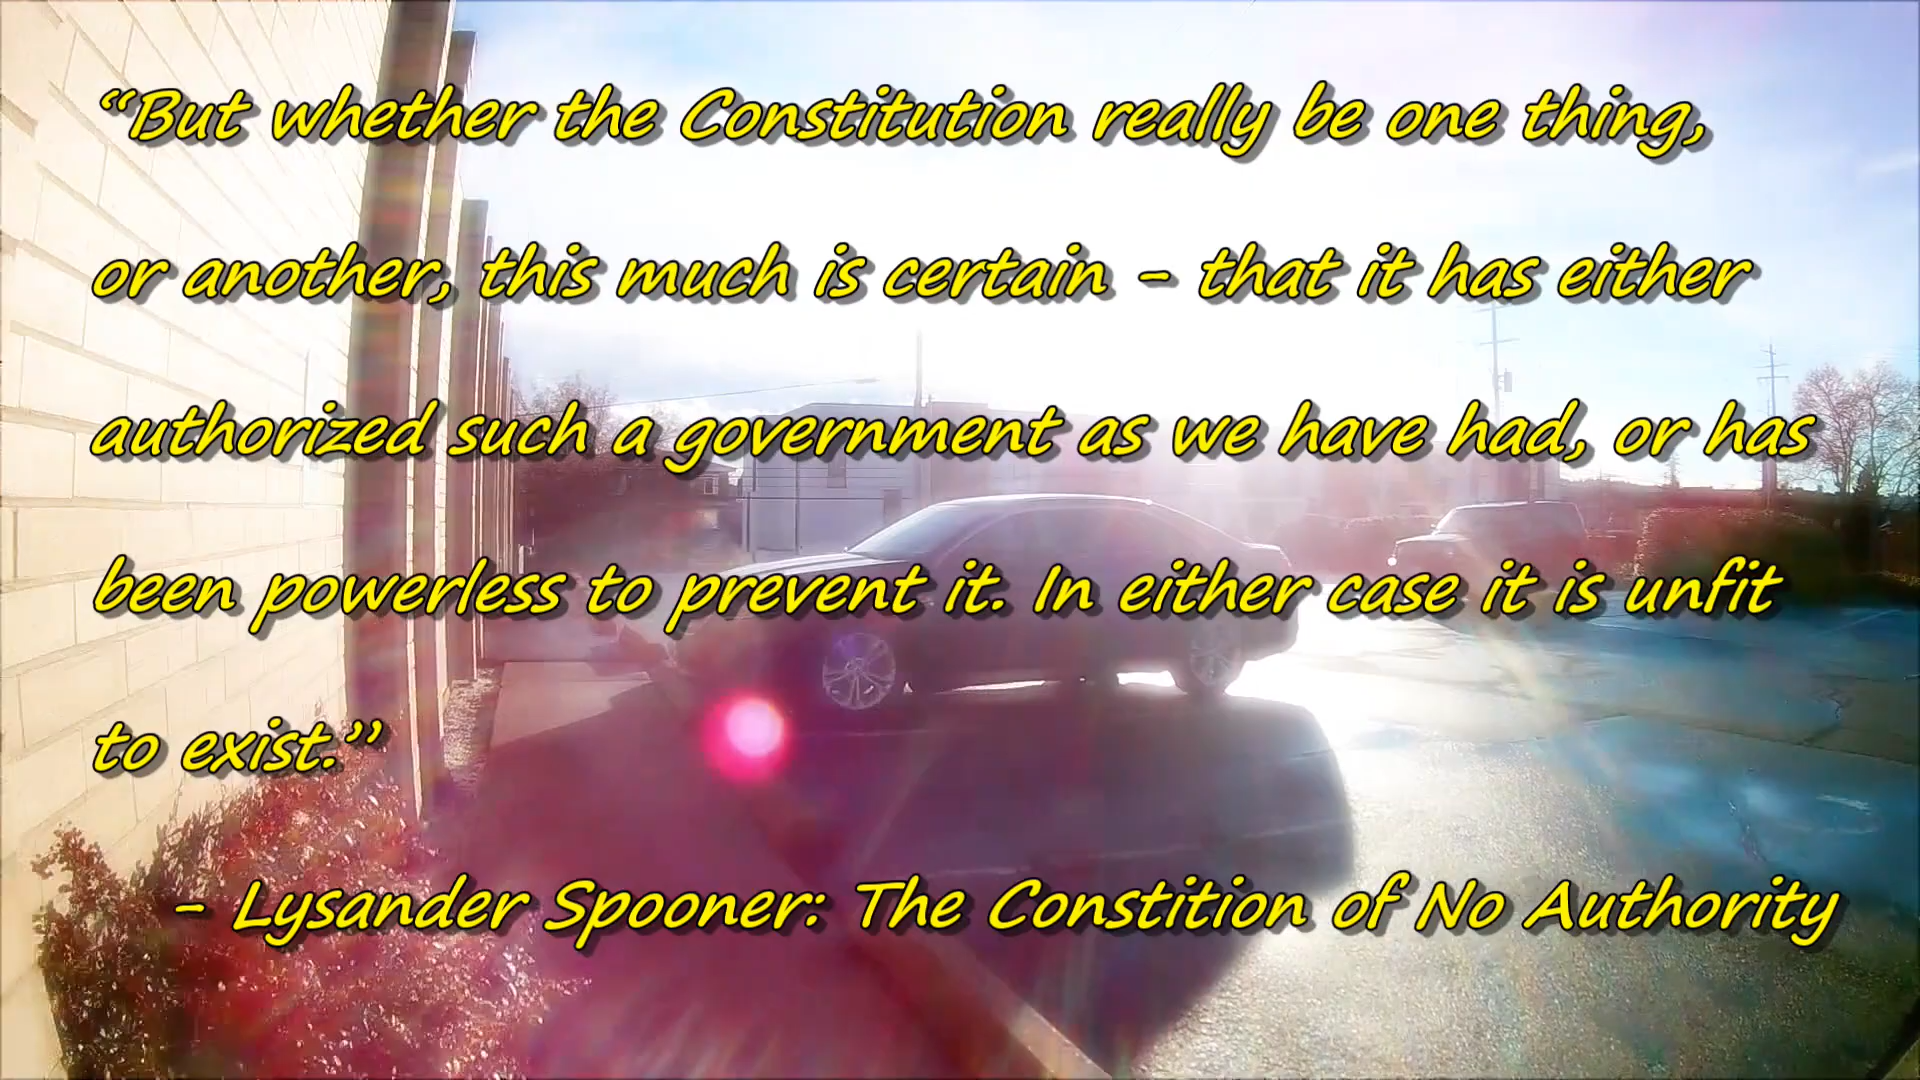 “But whether the Constitution really be one thing,
or another, this much is certain - that it has either
authorized such a government as we have had, or has
been powerless to prevent it. In either case it is unfit
to exist.”
- Lysander Spooner: The Constition of No Authority